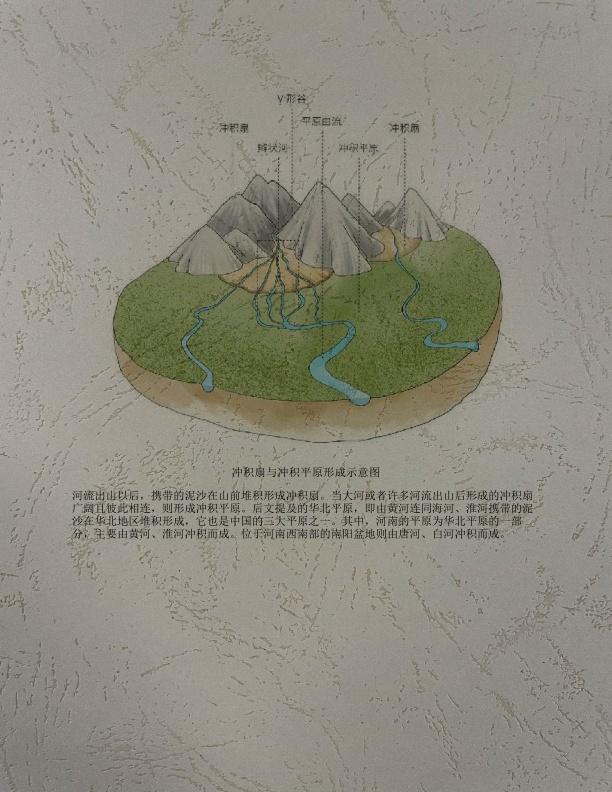 V 形谷
平原曲流
冲积扇
冲积扇
辫状河
冲积平原
冲积扇与冲积平原形成示意图
河流出山以后，携带的泥沙在山前堆积形成冲积扇。当大河或者许多河流出山后形成的冲积扇
广阔且彼此相连，则形成冲积平原。后文提及的华北平原，即由黄河连同海河、淮河携带的泥
沙在华北地区堆积形成，它也是中国的三大平原之一。其中，河南的平原为华北平原的一部
分，主要由黄河、淮河冲积而成。位于河南西南部的南阳盆地则由唐河、白河冲积而成。